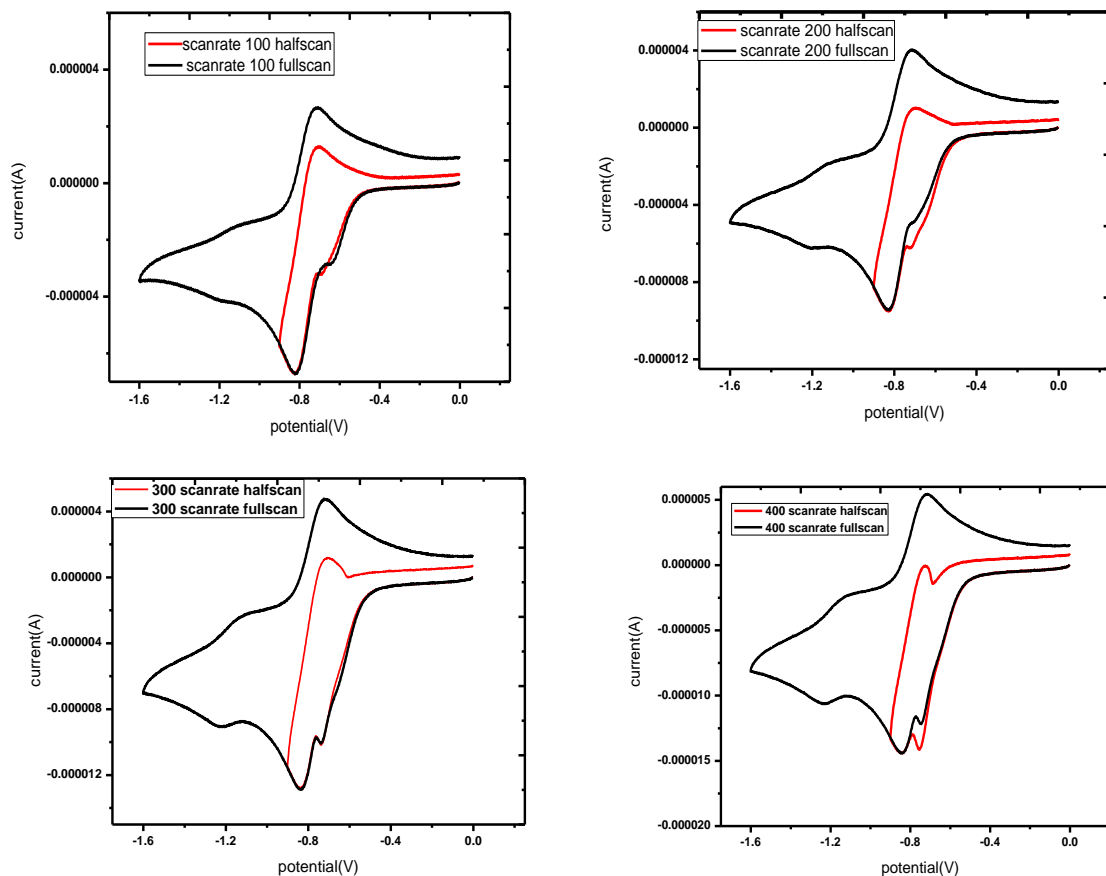 scanrate 100 halfscan
scanrate 100 fullscan
0.000004
0.000000
-0.000004
current(A)
-1.6 -1.2 -0.8 -0.4 0.0
potential(V)
scanrate 200 halfscan
scanrate 200 fullscan
0.000004
0.000000
-0.000004
-0.000008
-0.000012
current(A)
-1.6 -1.2 -0.8 -0.4 0.0
potential(V)
300 scanrate halfscan
300 scanrate fullscan
0.000004
0.000000
-0.000004
-0.000008
-0.000012
current(A)
-1.6 -1.2 -0.8 -0.4 0.0
potential(V)
400 scanrate halfscan
400 scanrate fullscan
0.000005
0.000000
-0.000005
-0.000010
-0.000015
-0.000020
current(A)
-1.6 -1.2 -0.8 -0.4 0.0
potential(V)